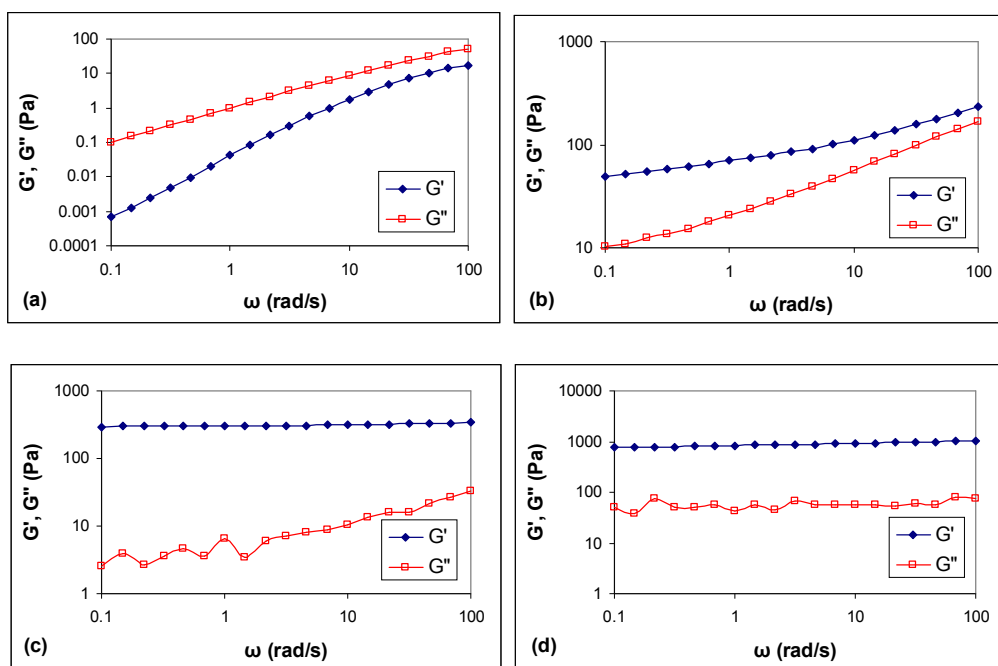 G', G'' (Pa)
100
10
1
0.1
0.01
0.001
0.0001
G'
G''
0.1 1 10 100
(a) ω (rad/s)
G', G'' (Pa)
1000
100
10
G'
G''
0.1 1 10 100
(b) ω (rad/s)
G', G'' (Pa)
1000
100
10
1
G'
G''
0.1 1 10 100
(c) ω (rad/s)
G', G'' (Pa)
10000
1000
100
10
1
G'
G''
0.1 1 10 100
(d) ω (rad/s)